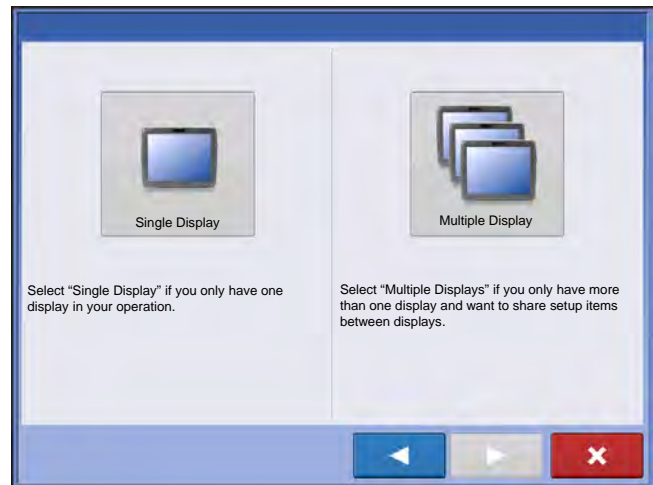 Single Display
Select “Single Display” if you only have one
display in your operation.
Multiple Display
Select “Multiple Displays” if you only have more
than one display and want to share setup items
between displays.